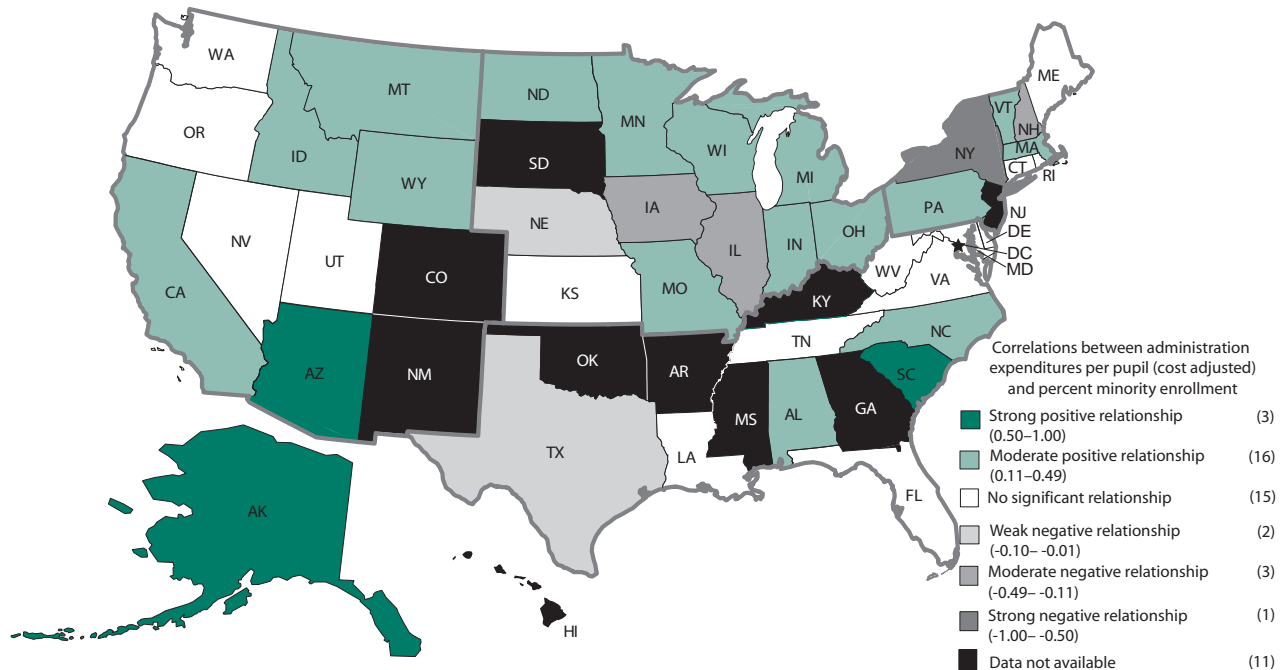 WA
ME
MT
ND
VT
MN
OR
NH
ID
WI
NY
MA
SD
WY
MI
CT
RI
IA
PA
NE
NJ
NV
OH
DE
IN
IL
UT
DC
CO
WV
MD
CA
VA
KS
MO
KY
NC
TN
OK
AZ
NM
AR
SC
MS
AL
GA
TX
LA
FL
AK
HI
Correlations between administration
expenditures per pupil (cost adjusted)
and percent minority enrollment
Strong positive relationship (3)
(0.50–1.00)
Moderate positive relationship (16)
(0.11–0.49)
No significant relationship (15)
Weak negative relationship (2)
(-0.10– -0.01)
Moderate negative relationship (3)
(-0.49– -0.11)
Strong negative relationship (1)
(-1.00– -0.50)
Data not available (11)